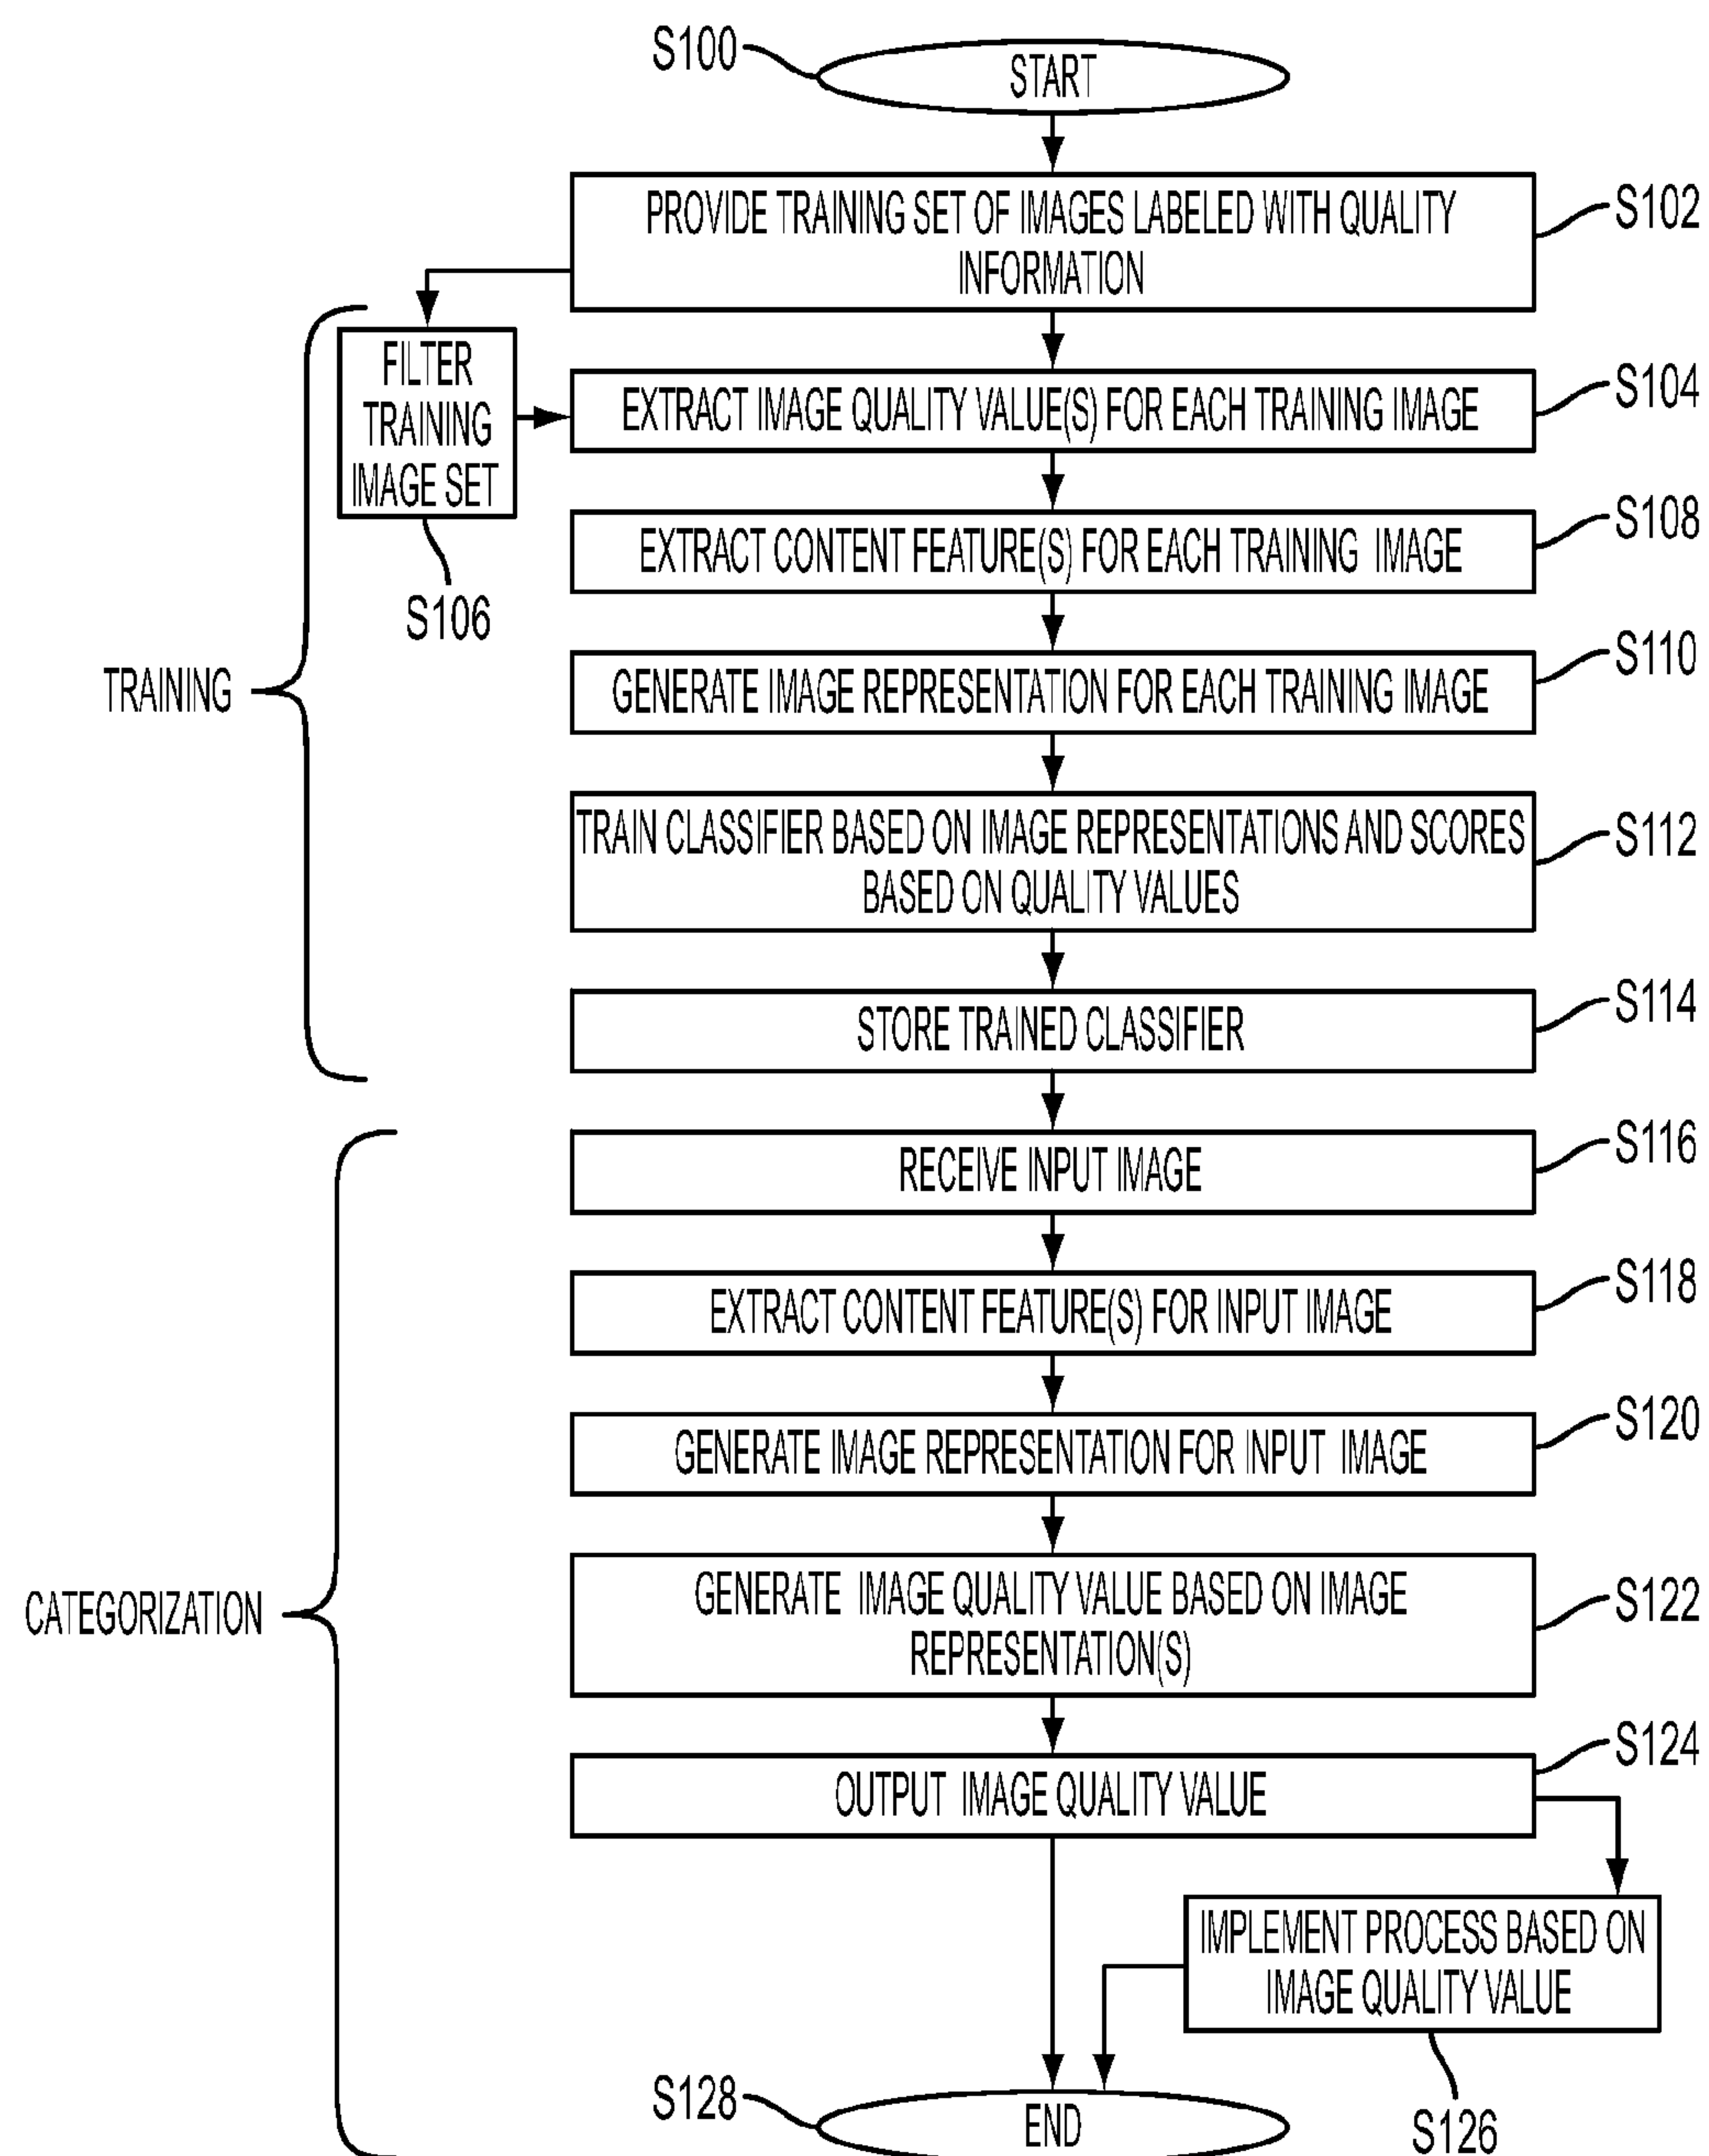 S100
START
PROVIDE TRAINING SET OF IMAGES LABELED WITH QUALITY
INFORMATION
S102
FILTER
TRAINING
IMAGE SET
S106
EXTRACT IMAGE QUALITY VALUE(S) FOR EACH TRAINING IMAGE
S104
EXTRACT CONTENT FEATURE(S) FOR EACH TRAINING IMAGE
S108
TRAINING
GENERATE IMAGE REPRESENTATION FOR EACH TRAINING IMAGE
S110
TRAIN CLASSIFIER BASED ON IMAGE REPRESENTATIONS AND SCORES
BASED ON QUALITY VALUES
S112
STORE TRAINED CLASSIFIER
S114
RECEIVE INPUT IMAGE
S116
EXTRACT CONTENT FEATURE(S) FOR INPUT IMAGE
S118
GENERATE IMAGE REPRESENTATION FOR INPUT IMAGE
S120
CATEGORIZATION
GENERATE IMAGE QUALITY VALUE BASED ON IMAGE
REPRESENTATION(S)
S122
OUTPUT IMAGE QUALITY VALUE
S124
IMPLEMENT PROCESS BASED ON
IMAGE QUALITY VALUE
S126
S128
END